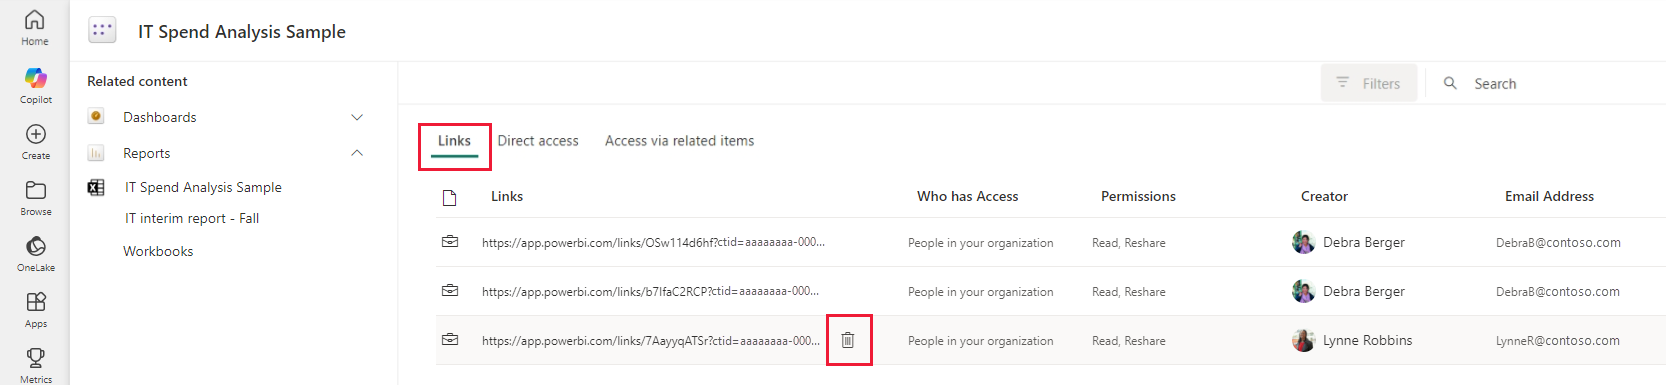 Home
Copilot
Create
Browse
OneLake
Apps
Metrics
IT Spend Analysis Sample
Related content
Dashboards
Reports
IT Spend Analysis Sample
IT interim report - Fall
Workbooks
Filters
Search
Links Direct access Access via related items
Links Who has Access Permissions Creator Email Address
https://app.powerbi.com/links/OSw114d6hf?ctid=aaaaaaaa-000... People in your organization Read, Reshare Debra Berger DebraB@contoso.com
https://app.powerbi.com/links/b7IfaC2RCP?ctid=aaaaaaaa-000... People in your organization Read, Reshare Debra Berger DebraB@contoso.com
https://app.powerbi.com/links/7AayyqATSr?ctid=aaaaaaaa-000... People in your organization Read, Reshare Lynne Robbins LynneR@contoso.com